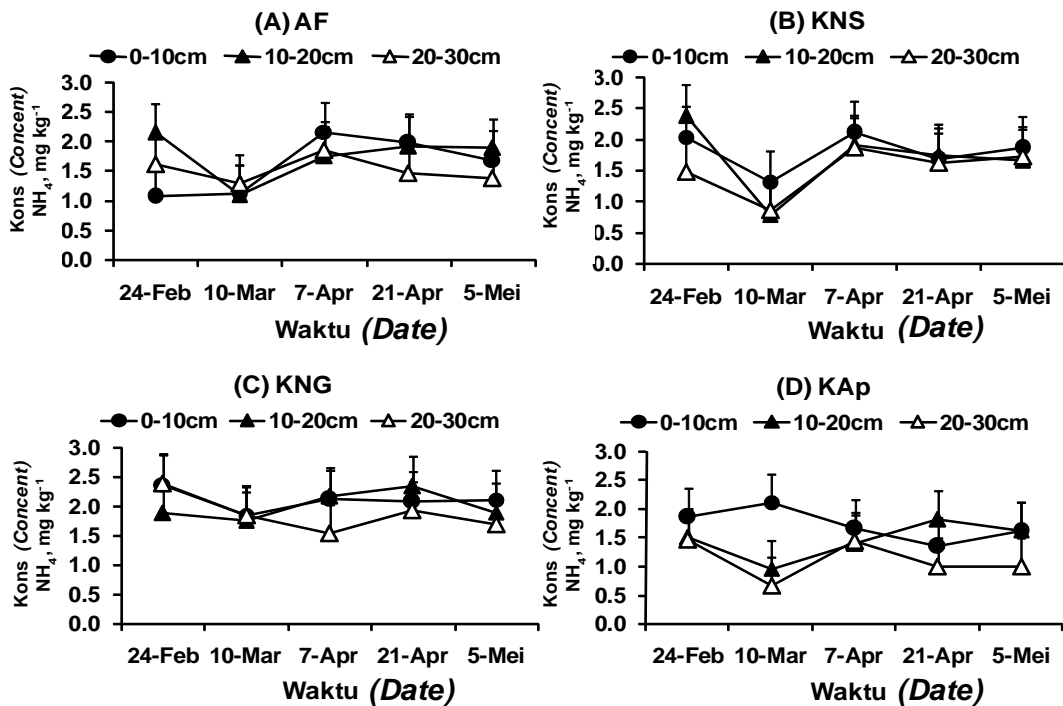 (A) AF
0-10cm 10-20cm 20-30cm
Kons (Concent)
NH₄, mg kg⁻¹
3.0
2.5
2.0
1.5
1.0
0.5
0.0
24-Feb 10-Mar 7-Apr 21-Apr 5-Mei
Waktu (Date)
(B) KNS
0-10cm 10-20cm 20-30cm
Kons (Concent)
NH₄, mg kg⁻¹
3.0
2.5
2.0
1.5
1.0
0.5
0.0
24-Feb 10-Mar 7-Apr 21-Apr 5-Mei
Waktu (Date)
(C) KNG
0-10cm 10-20cm 20-30cm
Kons (Concent)
NH₄, mg kg⁻¹
3.0
2.5
2.0
1.5
1.0
0.5
0.0
24-Feb 10-Mar 7-Apr 21-Apr 5-Mei
Waktu (Date)
(D) KAp
0-10cm 10-20cm 20-30cm
Kons (Concent)
NH₄, mg kg⁻¹
3.0
2.5
2.0
1.5
1.0
0.5
0.0
24-Feb 10-Mar 7-Apr 21-Apr 5-Mei
Waktu (Date)